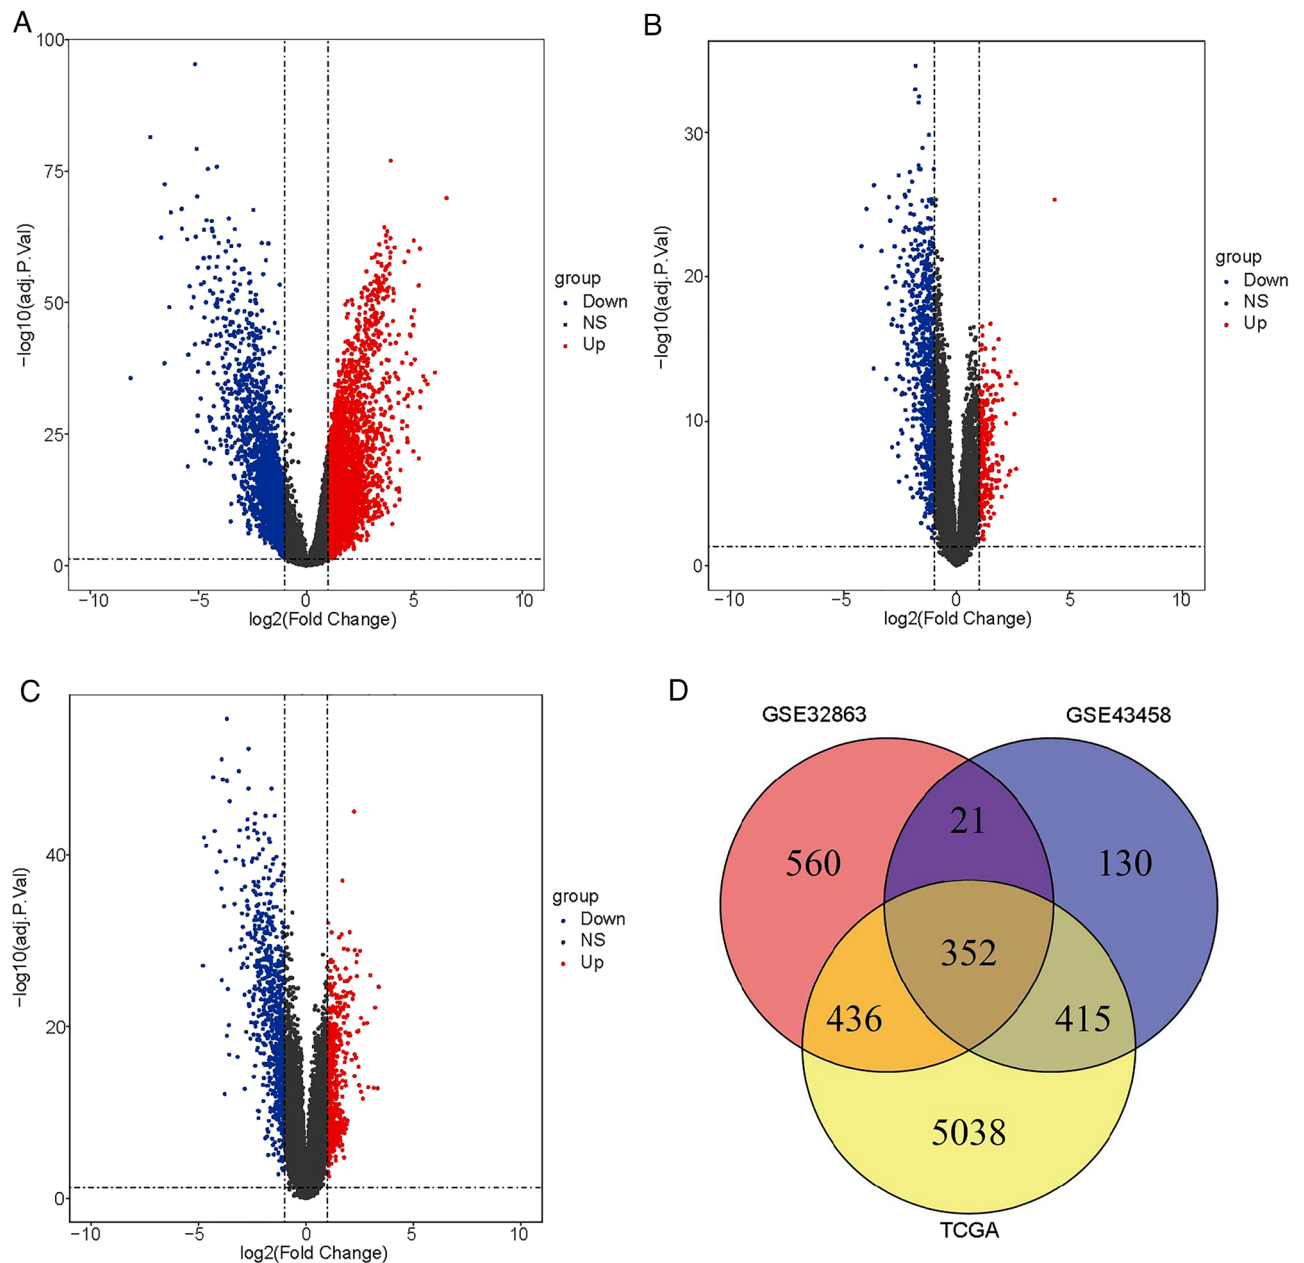 A
100
75
50
25
0
−log10(adj.P.Val)
−10 −5 0 5 10
log2(Fold Change)
group
Down
NS
Up
B
30
20
10
0
−log10(adj.P.Val)
−10 −5 0 5 10
log2(Fold Change)
group
Down
NS
Up
C
40
20
0
−log10(adj.P.Val)
−10 −5 0 5 10
log2(Fold Change)
group
Down
NS
Up
D
GSE32863 GSE43458
21
560 130
352
436 415
5038
TCGA